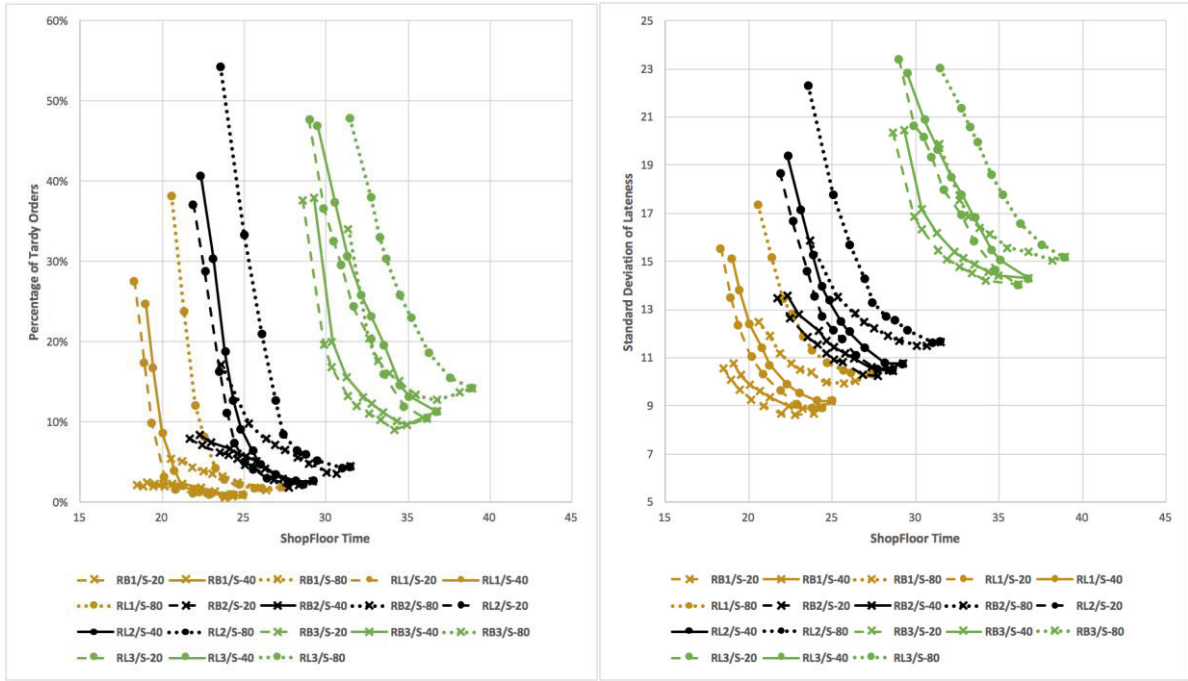 60%
50%
40%
30%
20%
10%
0%
15 20 25 30 35 40 45
Percentage of Tardy Orders
ShopFloor Time
RB1/S-20 RB1/S-40 RB1/S-80 RL1/S-20 RL1/S-40
RL1/S-80 RB2/S-20 RB2/S-40 RB2/S-80 RL2/S-20
RL2/S-40 RL2/S-80 RB3/S-20 RB3/S-40 RB3/S-80
RL3/S-20 RL3/S-40 RL3/S-80
25
23
21
19
17
15
13
11
9
7
5
15 20 25 30 35 40 45
Standard Deviation of Lateness
ShopFloor Time
RB1/S-20 RB1/S-40 RB1/S-80 RL1/S-20 RL1/S-40
RL1/S-80 RB2/S-20 RB2/S-40 RB2/S-80 RL2/S-20
RL2/S-40 RL2/S-80 RB3/S-20 RB3/S-40 RB3/S-80
RL3/S-20 RL3/S-40 RL3/S-80